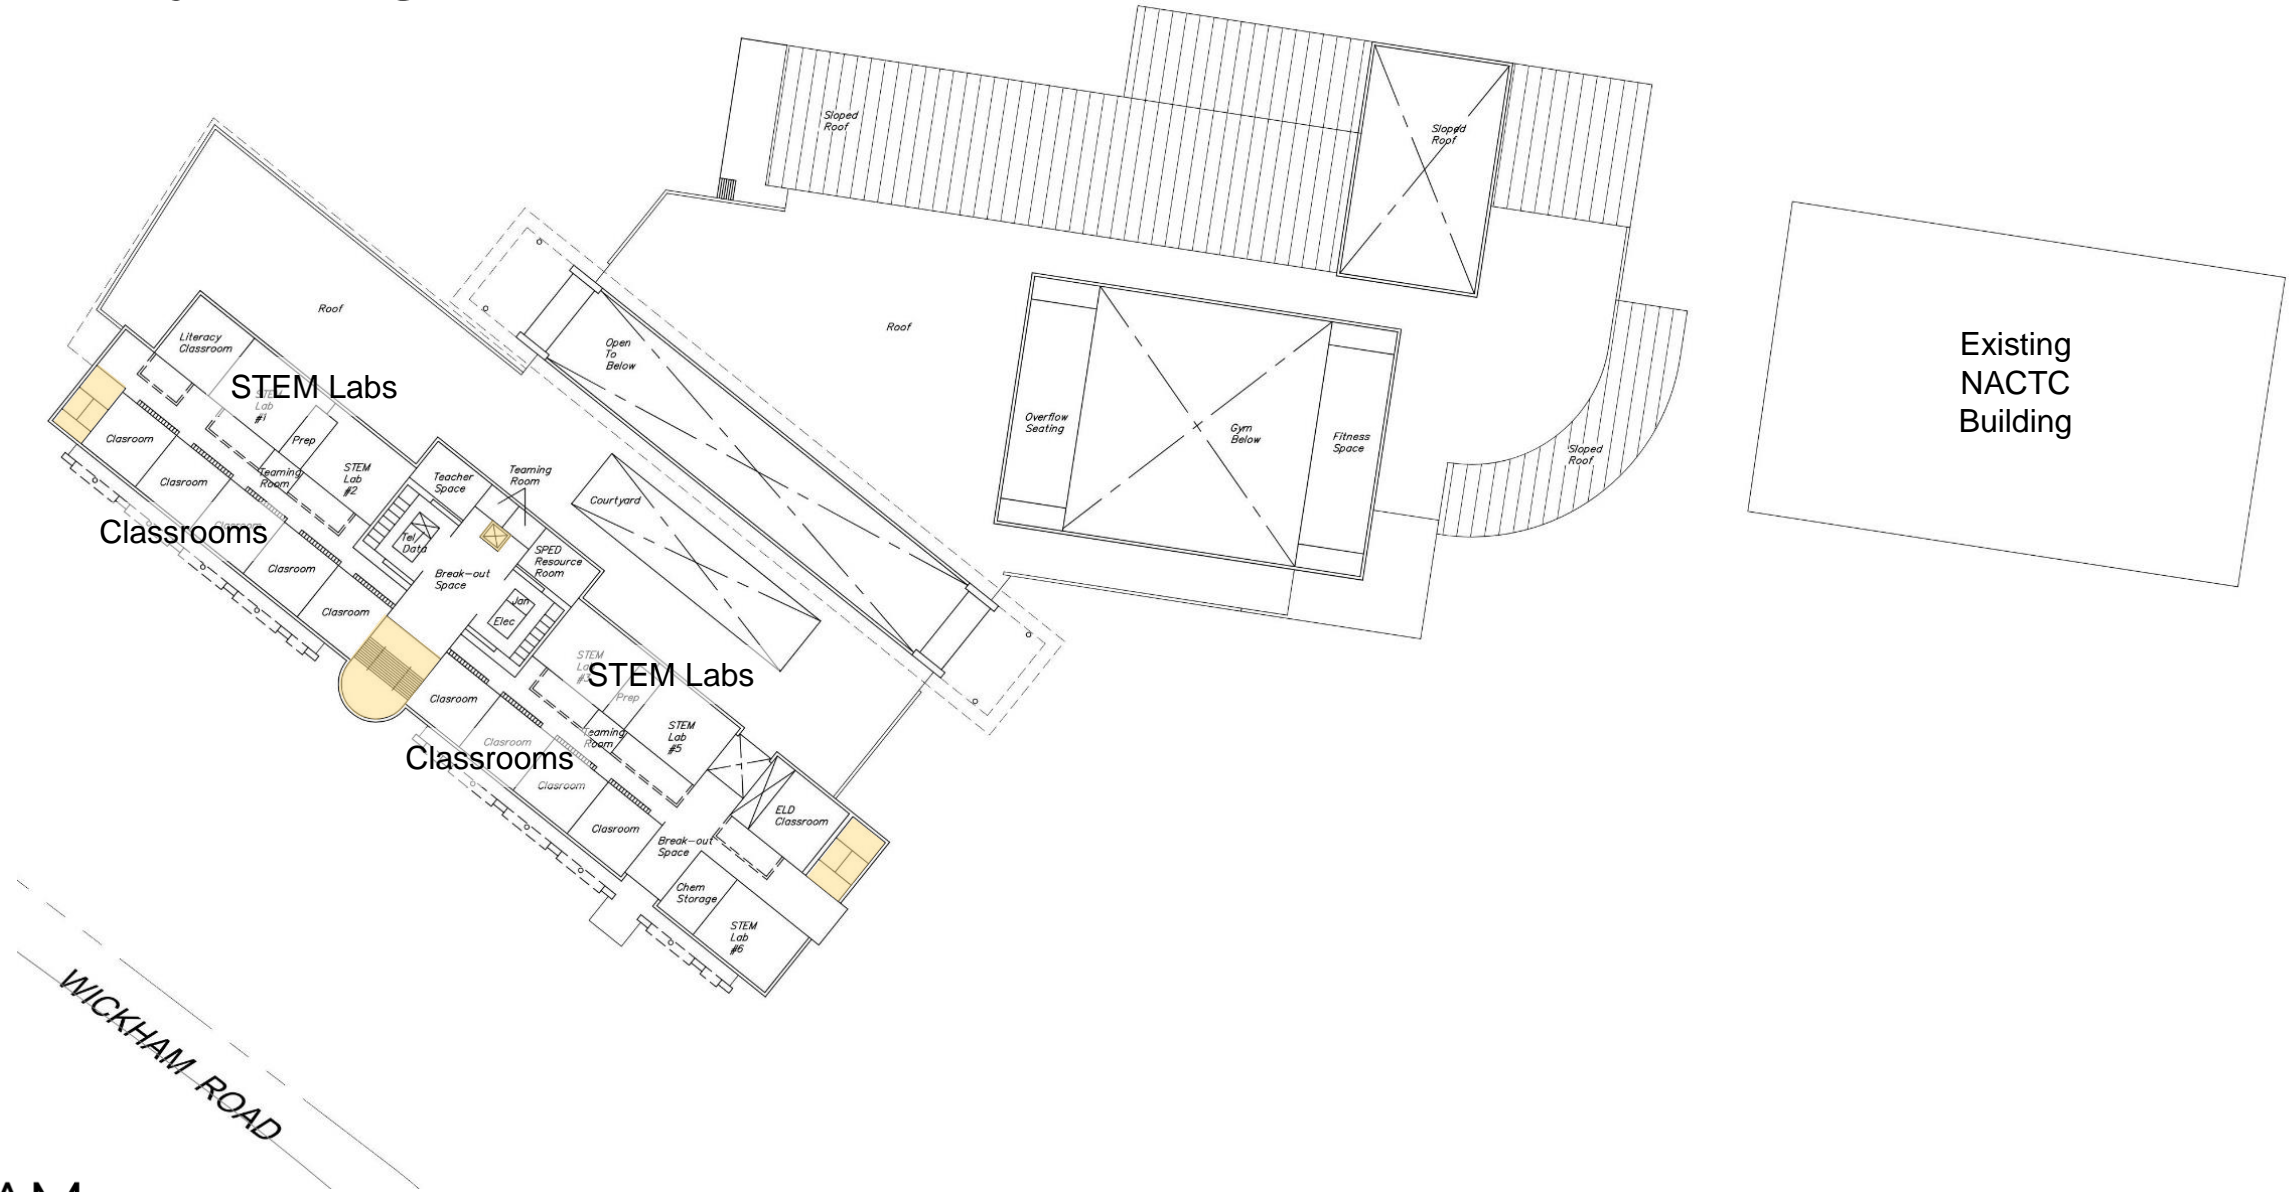 Sloped
Roof
Sloped
Roof
Roof
Roof
Literacy
Classroom
Open
To
Below
Existing
NACTC
Building
STEM Labs
Lab
#1
Clasroom
Prep
Overflow
Seating
Gym
Below
Fitness
Space
Sloped
Roof
Clasroom
Teaming
Room
STEM
Lab
#2
Teacher
Space
Teaming
Room
Courtyard
Classrooms
Tel
Data
SPED
Resource
Room
Clasroom
Break-out
Space
Clasroom
Jan
Elec
STEM
STEM Labs
Clasroom
Prep
Clasroom
Teaming
Room
STEM
Lab
#5
Classrooms
Clasroom
Clasroom
ELD
Classroom
Break-out
Space
Chem
Storage
STEM
Lab
#6
WICKHAM ROAD